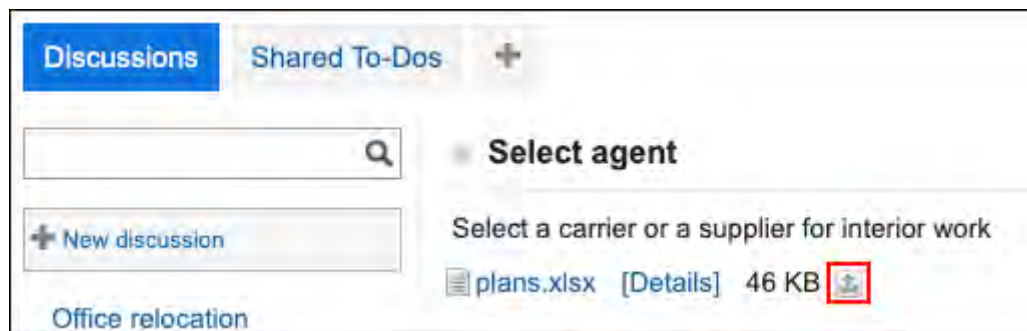 Discussions Shared To-Dos
Select agent
New discussion
Office relocation
Select a carrier or a supplier for interior work
plans.xlsx [Details] 46 KB